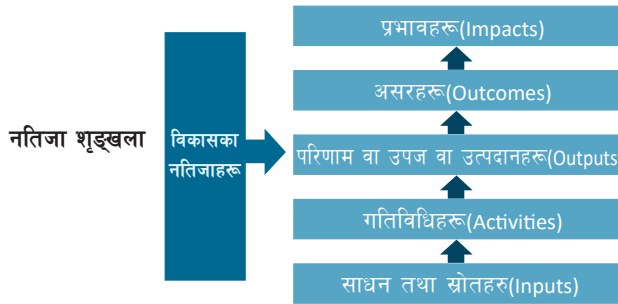 नतिजा शृङ्खला
विकासका
नतिजाहरू
प्रभावहरू(Impacts)
असरहरू(Outcomes)
परिणाम वा उपज वा उत्पदानहरू(Outputs
गतिविधिहरू(Activities)
साधन तथा स्रोतहरु(Inputs)